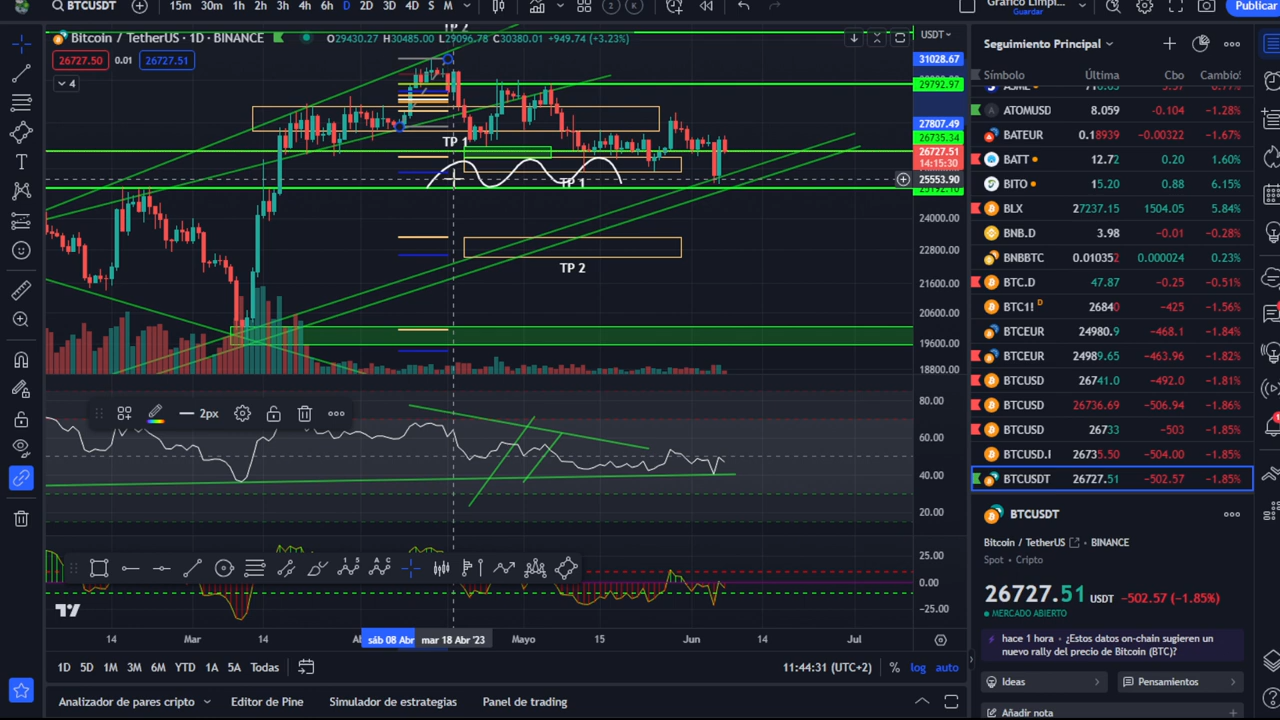 BTCUSDT
15m 30m 1h 2h 3h 4h 6h D 2D 3D 4D S M
2 K
Gráfico Limpi...
Guardar
Publicar
Bitcoin / TetherUS · 1D · BINANCE
O29430.27 H30485.00 L29096.78 C30380.01 +949.74 (+3.23%)
USDT
26727.50 0.01 26727.51
4
TP 2
TP 1
TP 1
TP 2
31028.67
29792.97
27807.49
26735.34
26727.51
14:15:30
25553.90
24000.00
22800.00
21600.00
20600.00
19600.00
18800.00
2px
80.00
60.00
40.00
20.00
25.00
0.00
−25.00
14 Mar 14 sáb 08 Abr mar 18 Abr '23 Mayo 15 Jun 14 Jul
1D 5D 1M 3M 6M YTD 1A 5A Todas
11:44:31 (UTC+2) % log auto
Analizador de pares cripto Editor de Pine Simulador de estrategias Panel de trading
Seguimiento Principal
Símbolo Última Cbo Cambio%
ATOMUSD 8.059 -0.104 -1.28%
BATEUR 0.18939 -0.00322 -1.67%
BATT 12.72 0.20 1.60%
BITO 15.20 0.88 6.15%
BLX 27237.15 1504.05 5.84%
BNB.D 3.98 -0.01 -0.28%
BNBBTC 0.010352 0.000024 0.23%
BTC.D 47.87 -0.25 -0.51%
BTC1! D 26840 -425 -1.56%
BTCEUR 24980.9 -468.1 -1.84%
BTCEUR 24989.65 -463.96 -1.82%
BTCUSD 26741.0 -492.0 -1.81%
BTCUSD 26736.69 -506.94 -1.86%
BTCUSD 26733 -503 -1.85%
BTCUSD.I 26735.50 -504.00 -1.85%
BTCUSDT 26727.51 -502.57 -1.85%
BTCUSDT
Bitcoin / TetherUS BINANCE
Spot • Cripto
26727.51 USDT −502.57 (−1.85%)
MERCADO ABIERTO
hace 1 hora • ¿Estos datos on-chain sugieren un
nuevo rally del precio de Bitcoin (BTC)?
Ideas Pensamientos
Añadir nota